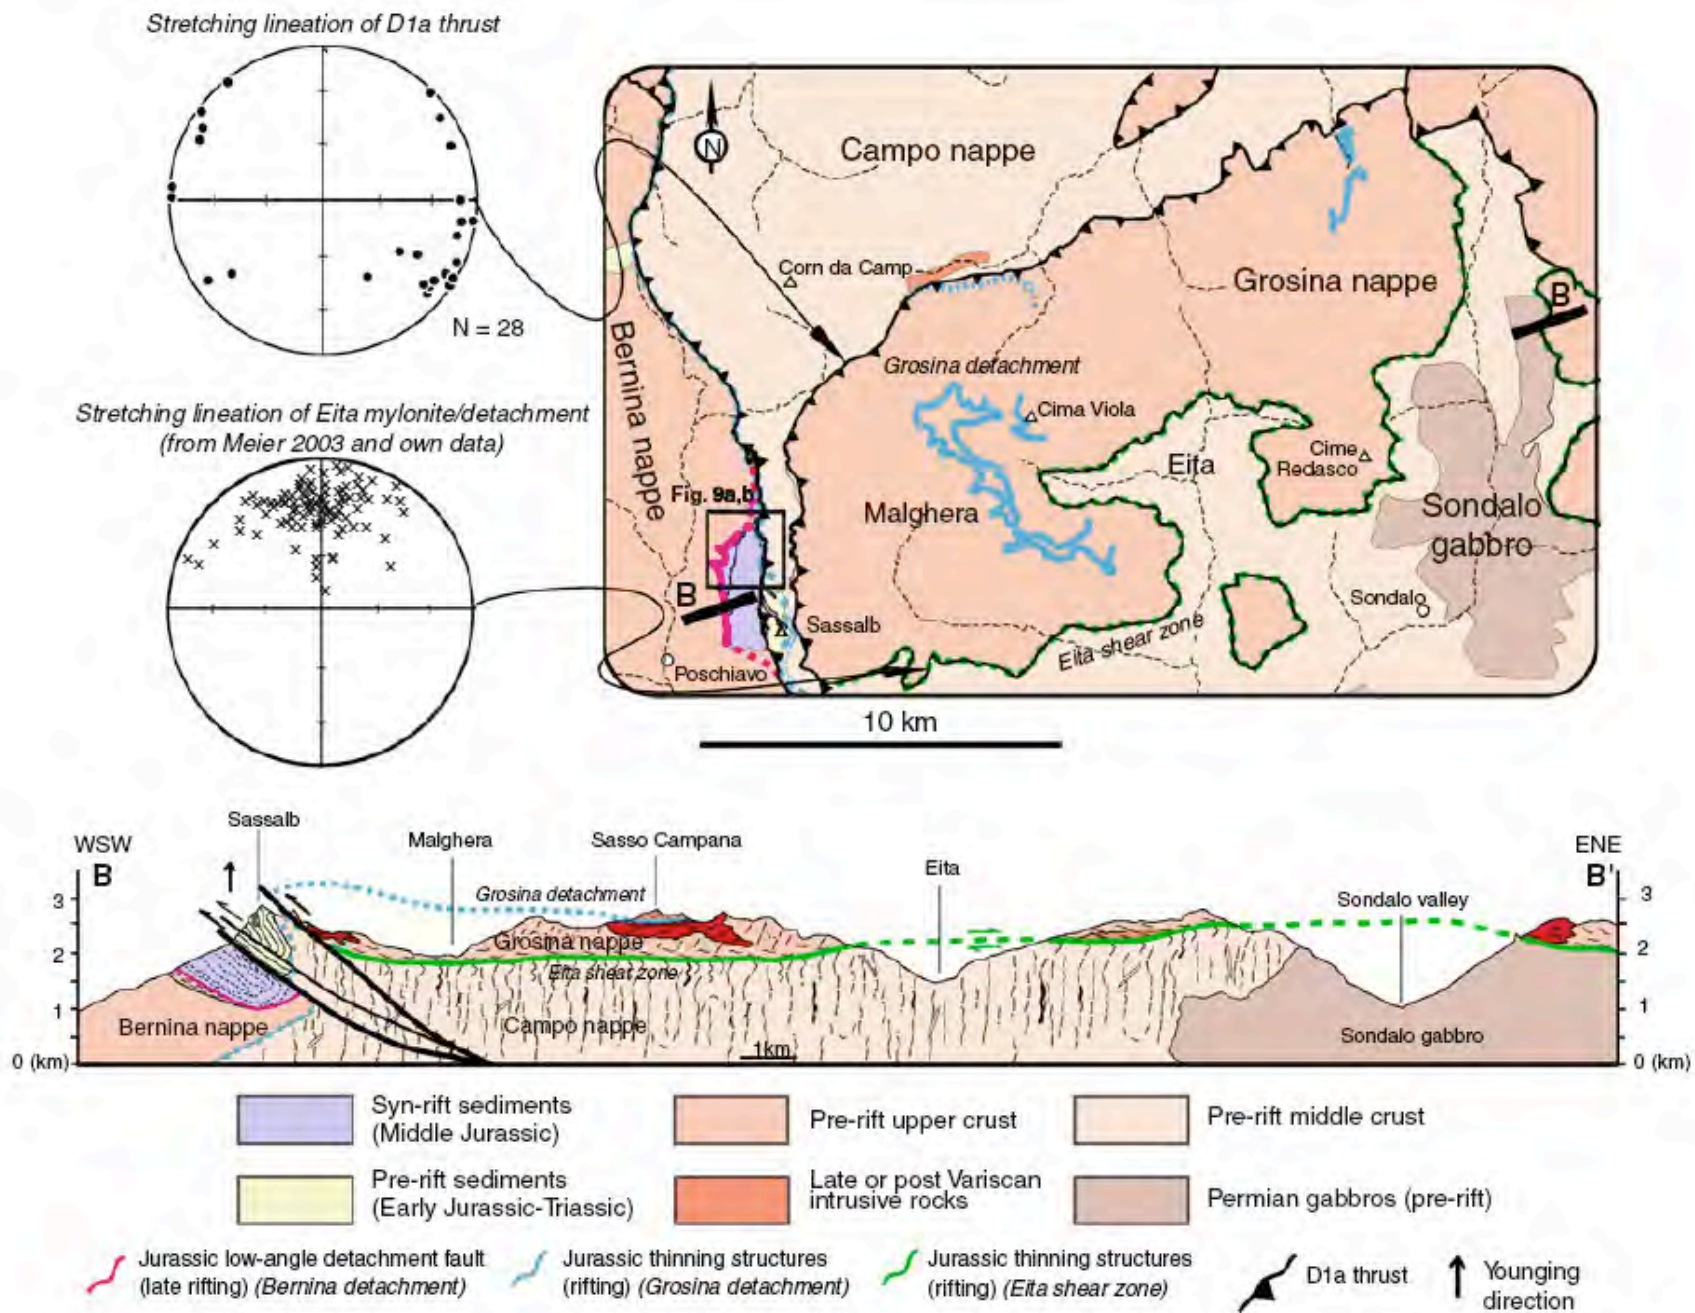 Stretching lineation of D1a thrust
N = 28
Stretching lineation of Eita mylonite/detachment
(from Meier 2003 and own data)
N
Campo nappe
Corn da Camp
Grosina nappe
B'
Bernina nappe
Grosina detachment
Cima Viola
Eita
Cime
Redasco
Fig. 9a,b
Malghera
Sondalo
gabbro
B
Sassalb
Sondalo
Eita shear zone
Poschiavo
10 km
Sassalb
WSW
B
Malghera
Sasso Campana
Eita
ENE
B'
Grosina detachment
Sondalo valley
3
3
Grosina nappe
2
2
Eita shear zone
1
1
Bernina nappe
Campo nappe
Sondalo gabbro
1km
0 (km)
0 (km)
Syn-rift sediments
(Middle Jurassic)
Pre-rift upper crust
Pre-rift middle crust
Pre-rift sediments
(Early Jurassic-Triassic)
Late or post Variscan
intrusive rocks
Permian gabbros (pre-rift)
Jurassic low-angle detachment fault
(late rifting) (Bernina detachment)
Jurassic thinning structures
(rifting) (Grosina detachment)
Jurassic thinning structures
(rifting) (Eita shear zone)
D1a thrust
Younging
direction